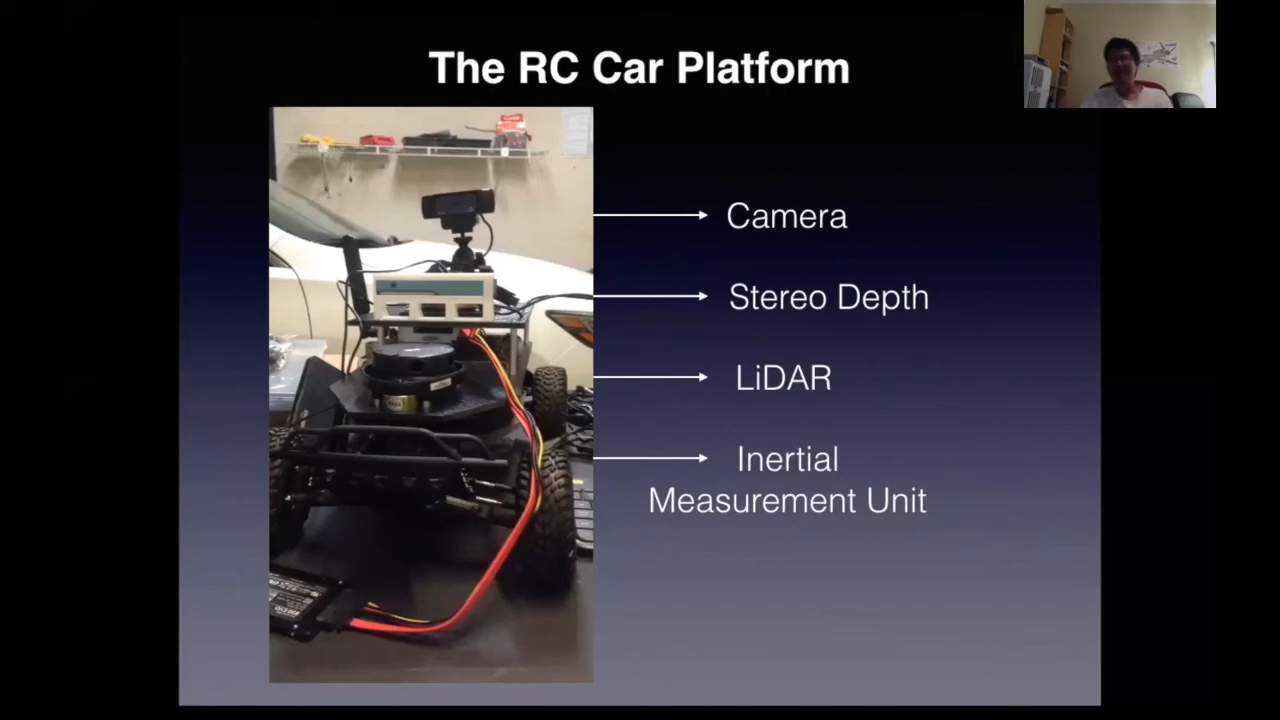 The RC Car Platform
Camera
Stereo Depth
LiDAR
Inertial
Measurement Unit